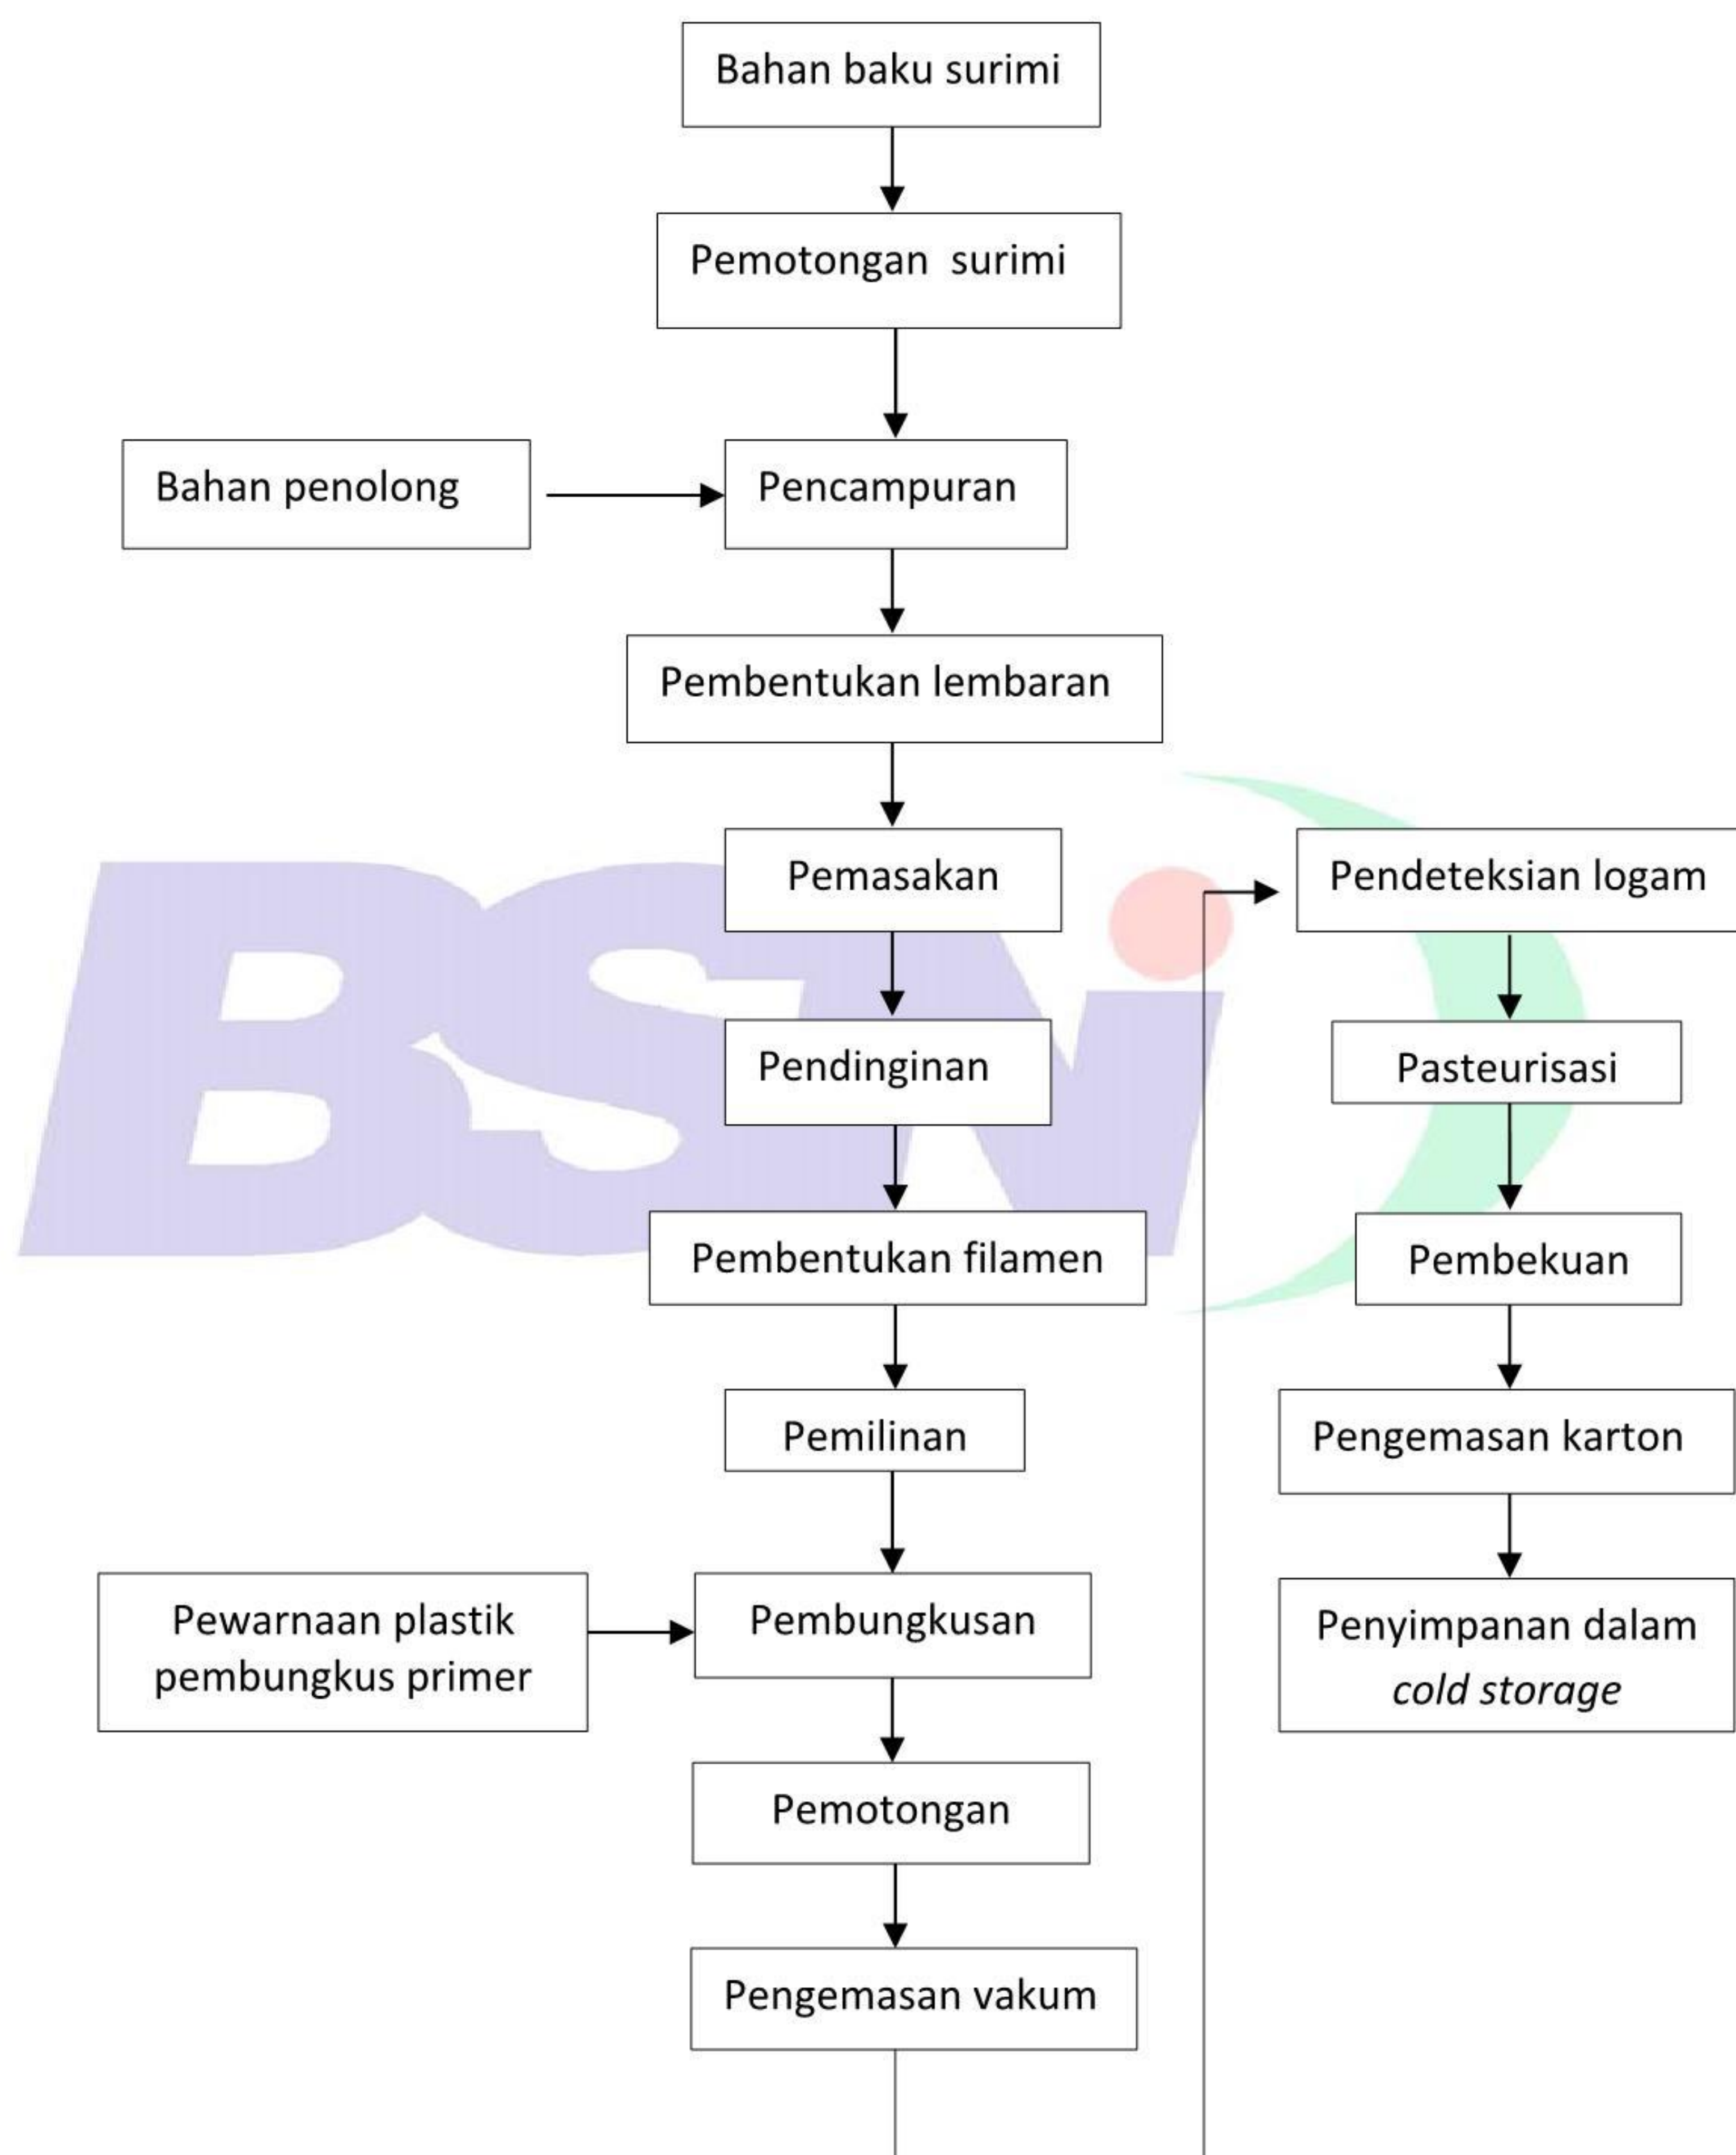 Bahan baku surimi
Pemotongan surimi
Bahan penolong
Pencampuran
Pembentukan lembaran
Pemasakan
Pendinginan
Pembentukan filamen
Pemilinan
Pewarnaan plastik
pembungkus primer
Pembungkusan
Pemotongan
Pengemasan vakum
Pendeteksian logam
Pasteurisasi
Pembekuan
Pengemasan karton
Penyimpanan dalam
cold storage
BSNi